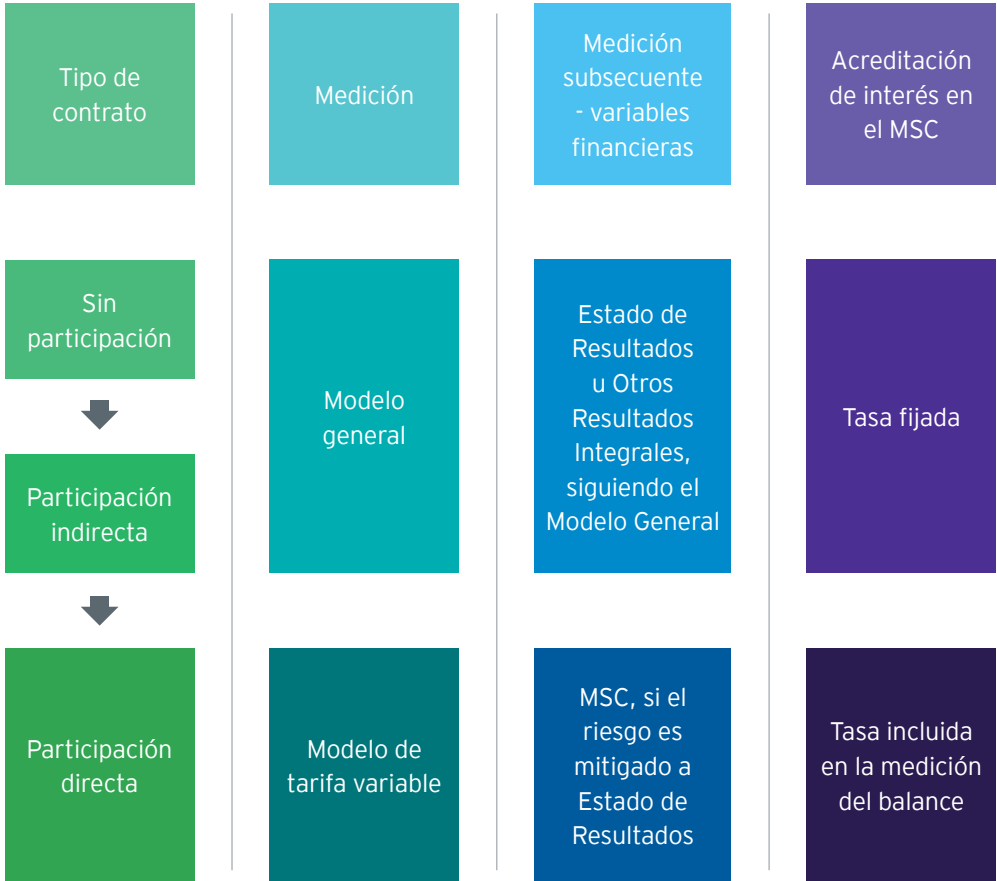 Tipo de
contrato
Medición
Medición
subsecuente
- variables
financieras
Acreditación
de interés en
el MSC
Sin
participación
Participación
indirecta
Modelo
general
Estado de
Resultados
u Otros
Resultados
Integrales,
siguiendo el
Modelo General
Tasa fijada
Participación
directa
Modelo de
tarifa variable
MSC, si el
riesgo es
mitigado a
Estado de
Resultados
Tasa incluida
en la medición
del balance